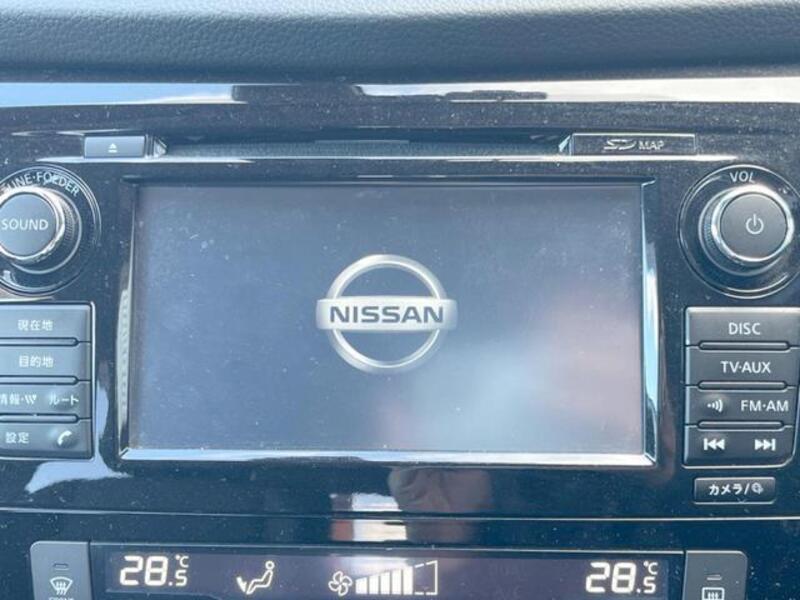 SD MAP
TUNE·FOLDER
SOUND
VOL
NISSAN
現在地
目的地
情報·W ルート
設定
DISC
TV·AUX
FM·AM
カメラ/
28.5℃
28.5℃
FRONT